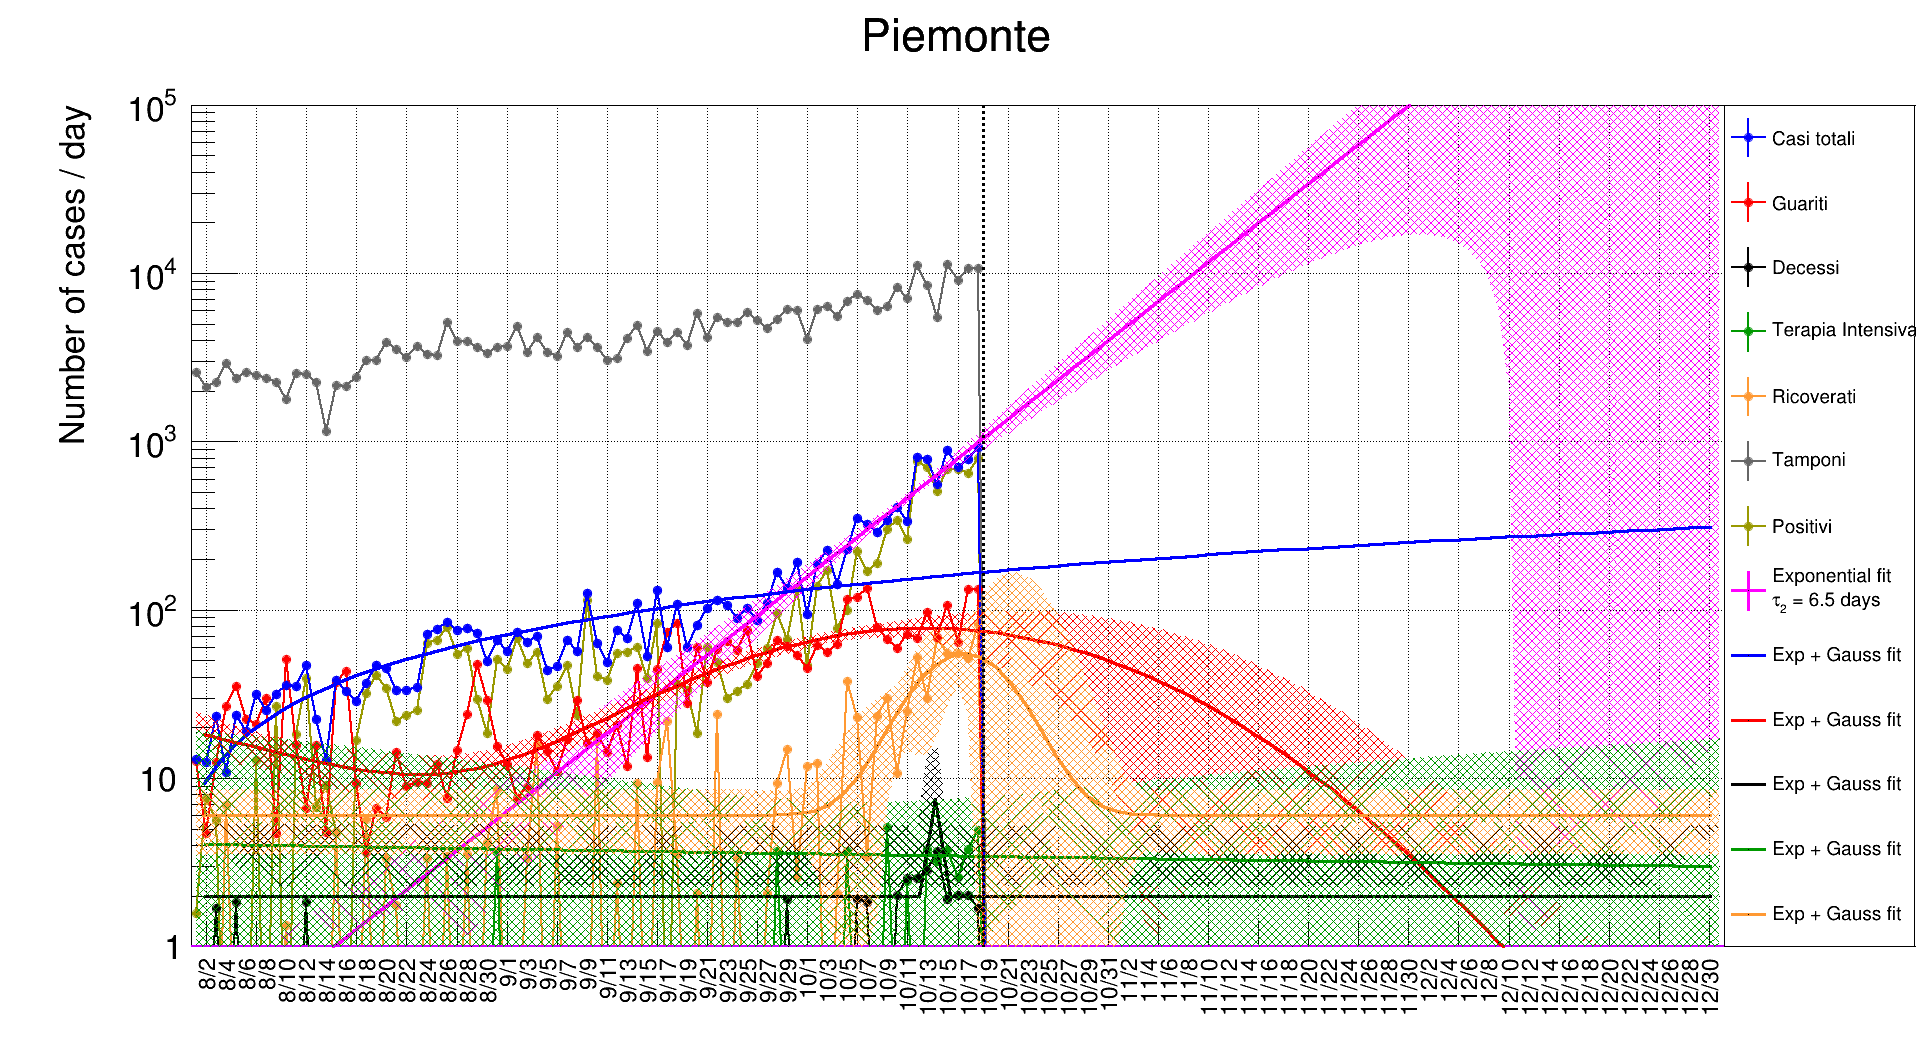 Piemonte
Number of cases / day
10^5
10^4
10^3
10^2
10
1
8/2 8/4 8/6 8/8 8/10 8/12 8/14 8/16 8/18 8/20 8/22 8/24 8/26 8/28 8/30 9/1 9/3 9/5 9/7 9/9 9/11 9/13 9/15 9/17 9/19 9/21 9/23 9/25 9/27 9/29 10/1 10/3 10/5 10/7 10/9 10/11 10/13 10/15 10/17 10/19 10/21 10/23 10/25 10/27 10/29 10/31 11/2 11/4 11/6 11/8 11/10 11/12 11/14 11/16 11/18 11/20 11/22 11/24 11/26 11/28 11/30 12/2 12/4 12/6 12/8 12/10 12/12 12/14 12/16 12/18 12/20 12/22 12/24 12/26 12/28 12/30
Casi totali
Guariti
Decessi
Terapia Intensiva
Ricoverati
Tamponi
Positivi
Exponential fit
τ₂ = 6.5 days
Exp + Gauss fit
Exp + Gauss fit
Exp + Gauss fit
Exp + Gauss fit
Exp + Gauss fit